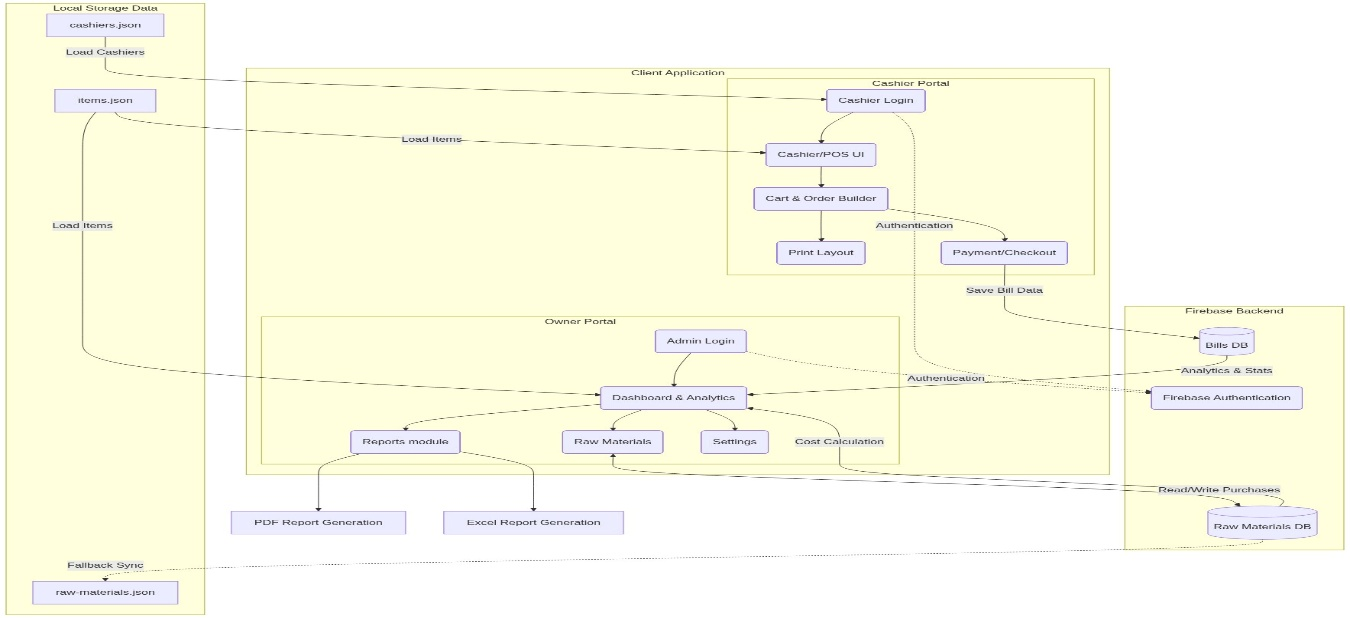 Local Storage Data
cashiers.json
Load Cashiers
items.json
Load Items
Load Items
Client Application
Cashier Portal
Cashier Login
Cashier/POS UI
Cart & Order Builder
Authentication
Print Layout
Payment/Checkout
Save Bill Data
Owner Portal
Admin Login
Authentication
Dashboard & Analytics
Reports module
Raw Materials
Settings
Cost Calculation
PDF Report Generation
Excel Report Generation
Firebase Backend
Bills DB
Analytics & Stats
Firebase Authentication
Read/Write Purchases
Raw Materials DB
Fallback Sync
raw-materials.json